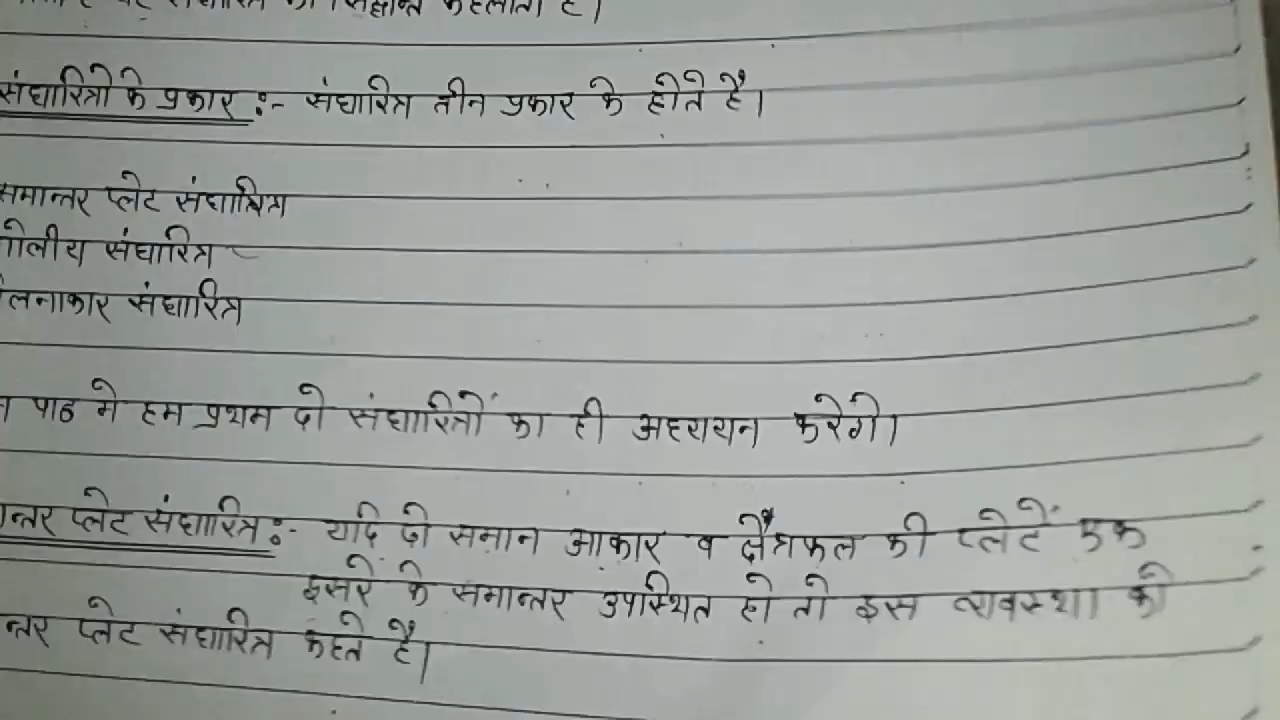 संघारित्र का सिद्धान्त कहलाता है।
संघारित्रो के प्रकार :- संघारित्र तीन प्रकार के होते है।
समान्तर प्लेट संघारित्र
गोलीय संघारित्र
लनाकार संघारित्र
पाठ मे हम प्रथम दो संघारित्रों का ही अध्ययन करेगे।
न्तर प्लेट संघारित्र :- यदि दो समान आकार व क्षैत्रफल की प्लेटें एक
दूसरे के समान्तर उपस्थित हो तो इस व्यवस्था को
न्तर प्लेट संघारित्र कहते है।